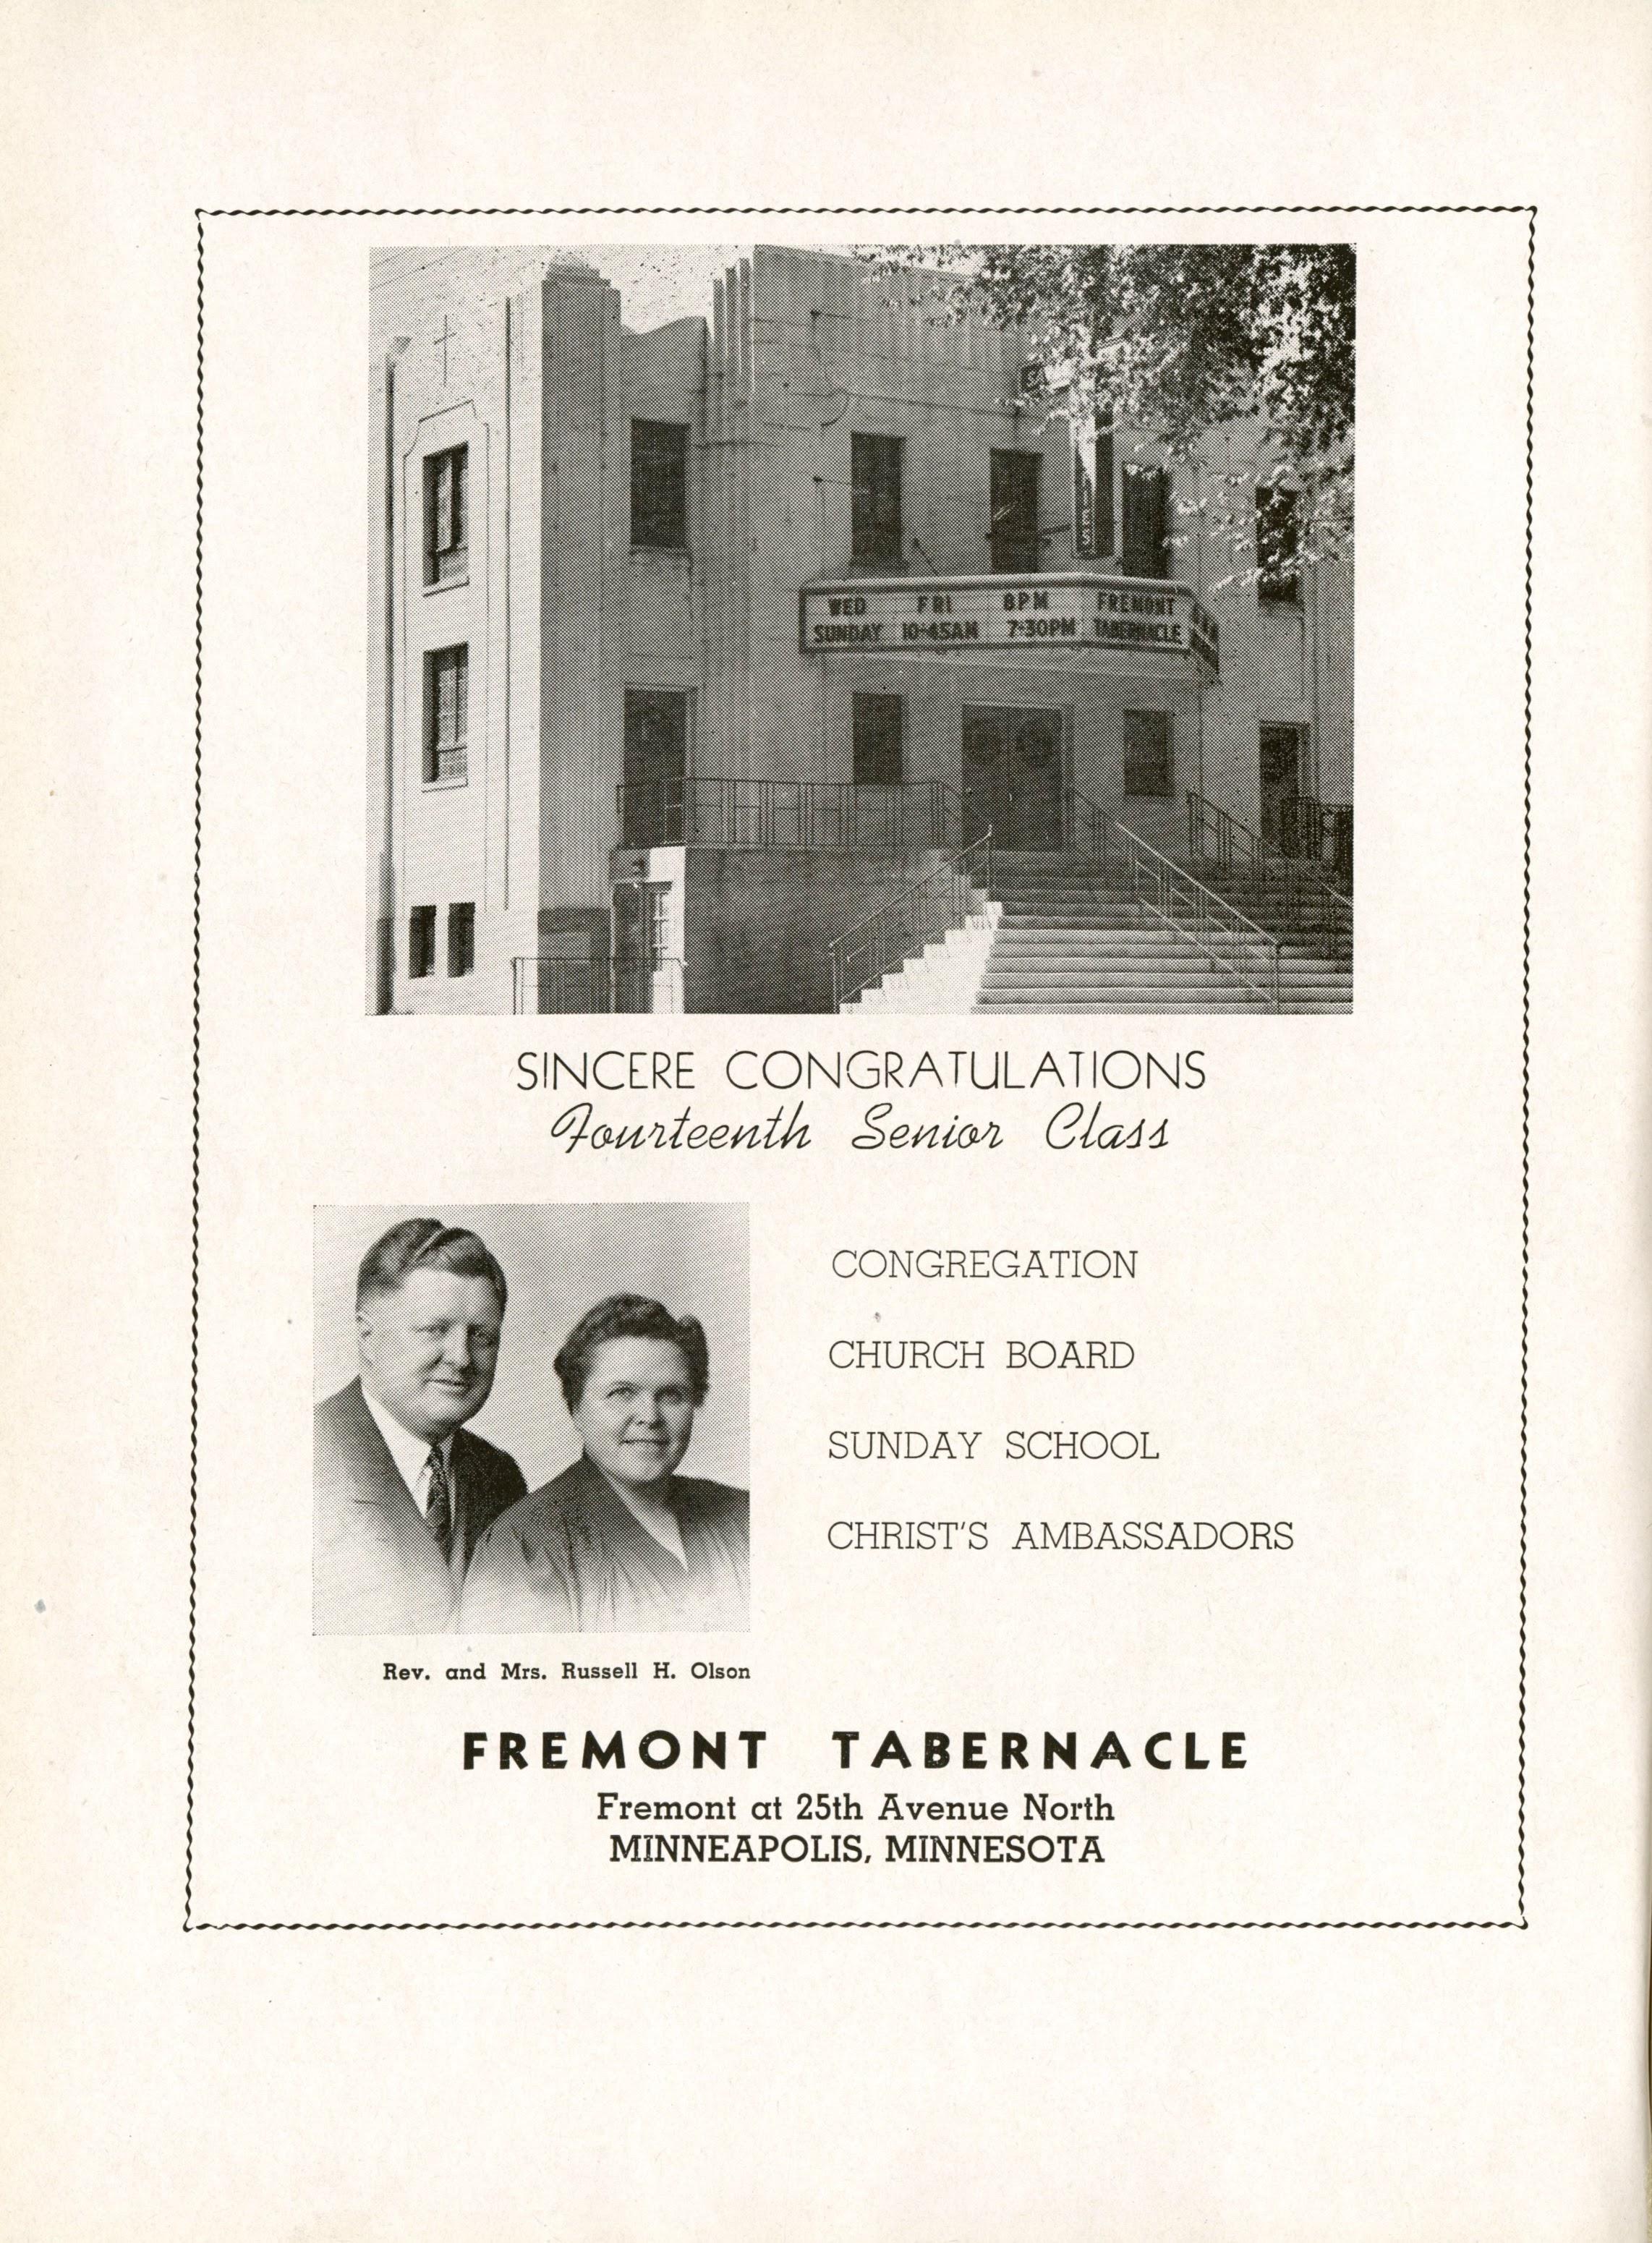 WED FRI 8PM FREMONT
SUNDAY 10-45AM 7-30PM TABERNACLE
SINCERE CONGRATULATIONS
Fourteenth Senior Class
CONGREGATION
CHURCH BOARD
SUNDAY SCHOOL
CHRIST'S AMBASSADORS
Rev. and Mrs. Russell H. Olson
FREMONT TABERNACLE
Fremont at 25th Avenue North
MINNEAPOLIS, MINNESOTA